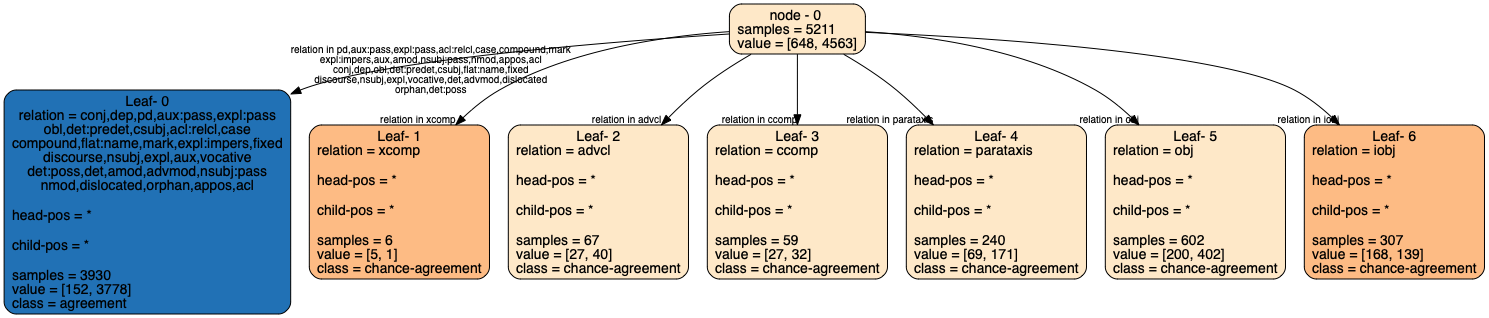 node - 0
samples = 5211
value = [648, 4563]
relation in pd,aux:pass,expl:pass,acl:relcl,case,compound,mark
expl:impers,aux,amod,nsubj:pass,nmod,appos,acl
conj,dep,obl,det:predet,csubj,flat:name,fixed
discourse,nsubj,expl,vocative,det,advmod,dislocated
orphan,det:poss
relation in xcomp
relation in advcl
relation in ccomp
relation in parataxis
relation in obj
relation in iobj
Leaf- 0
relation = conj,dep,pd,aux:pass,expl:pass
obl,det:predet,csubj,acl:relcl,case
compound,flat:name,mark,expl:impers,fixed
discourse,nsubj,expl,aux,vocative
det:poss,det,amod,advmod,nsubj:pass
nmod,dislocated,orphan,appos,acl
head-pos = *
child-pos = *
samples = 3930
value = [152, 3778]
class = agreement
Leaf- 1
relation = xcomp
head-pos = *
child-pos = *
samples = 6
value = [5, 1]
class = chance-agreement
Leaf- 2
relation = advcl
head-pos = *
child-pos = *
samples = 67
value = [27, 40]
class = chance-agreement
Leaf- 3
relation = ccomp
head-pos = *
child-pos = *
samples = 59
value = [27, 32]
class = chance-agreement
Leaf- 4
relation = parataxis
head-pos = *
child-pos = *
samples = 240
value = [69, 171]
class = chance-agreement
Leaf- 5
relation = obj
head-pos = *
child-pos = *
samples = 602
value = [200, 402]
class = chance-agreement
Leaf- 6
relation = iobj
head-pos = *
child-pos = *
samples = 307
value = [168, 139]
class = chance-agreement